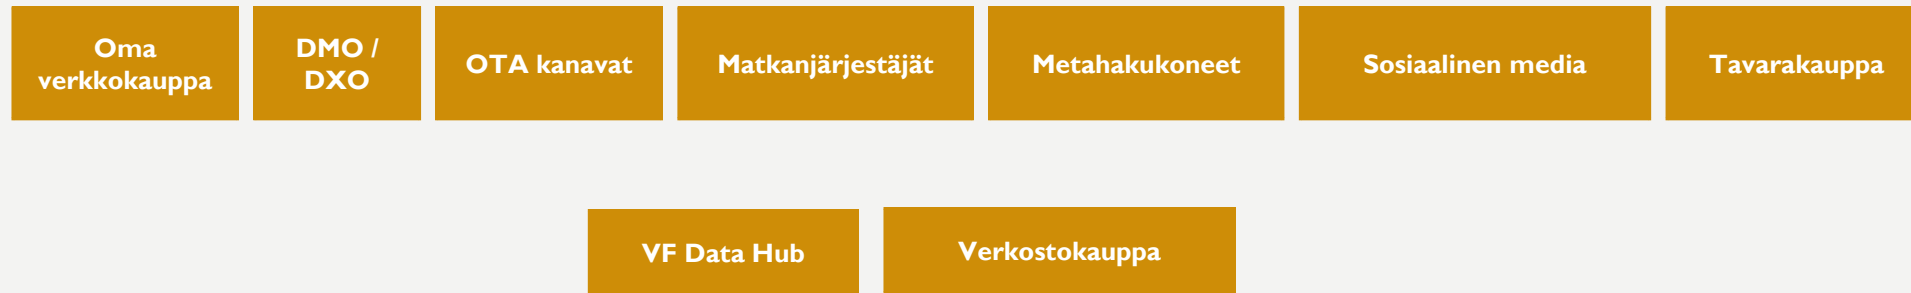 Oma
verkkokauppa
DMO /
DXO
OTA kanavat
Matkanjärjestäjät
Metahakukoneet
Sosiaalinen media
Tavarakauppa
VF Data Hub
Verkostokauppa